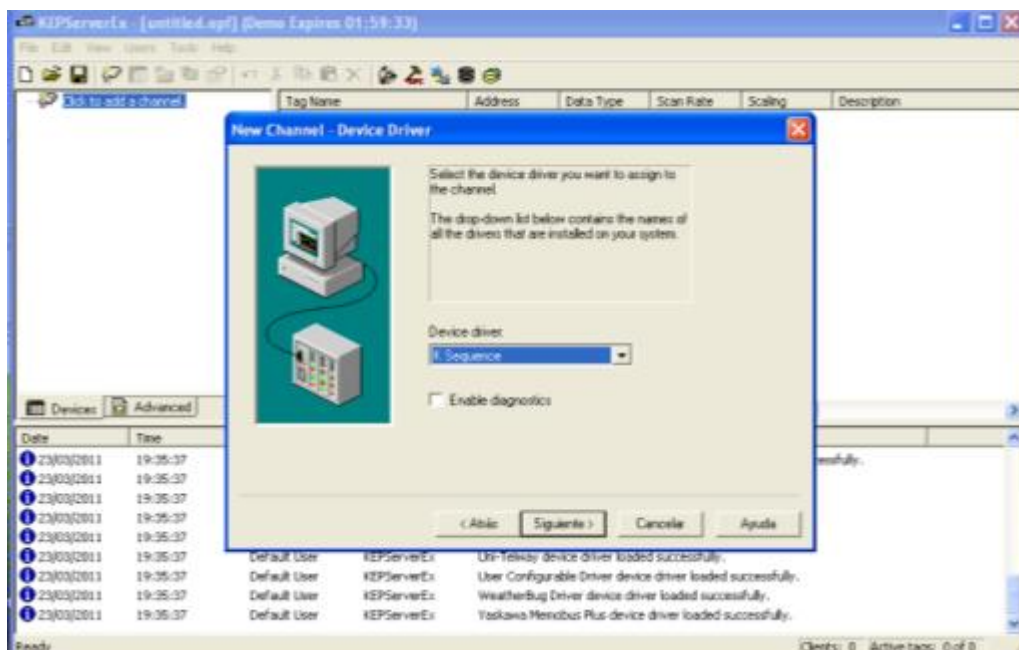 KEPServerEx - [untitled.opf] (Demo Expires 01:59:33)
File Edit View Users Tools Help
Click to add a channel.
Tag Name Address Data Type Scan Rate Scaling Description
New Channel - Device Driver
Select the device driver you want to assign to
the channel.
The drop-down list below contains the names of
all the drivers that are installed on your system.
Device driver:
K Sequence
Enable diagnostics
< Atrás Siguiente > Cancelar Ayuda
Devices Advanced
Date Time
23/03/2011 19:35:37
23/03/2011 19:35:37
23/03/2011 19:35:37
23/03/2011 19:35:37
23/03/2011 19:35:37
23/03/2011 19:35:37 Default User KEPServerEx Uni-Telway device driver loaded successfully.
23/03/2011 19:35:37 Default User KEPServerEx User Configurable Driver device driver loaded successfully.
23/03/2011 19:35:37 Default User KEPServerEx WeatherBug Driver device driver loaded successfully.
23/03/2011 19:35:37 Default User KEPServerEx Yaskawa Memobus Plus device driver loaded successfully.
Ready Clients: 0 Active tags: 0 of 0